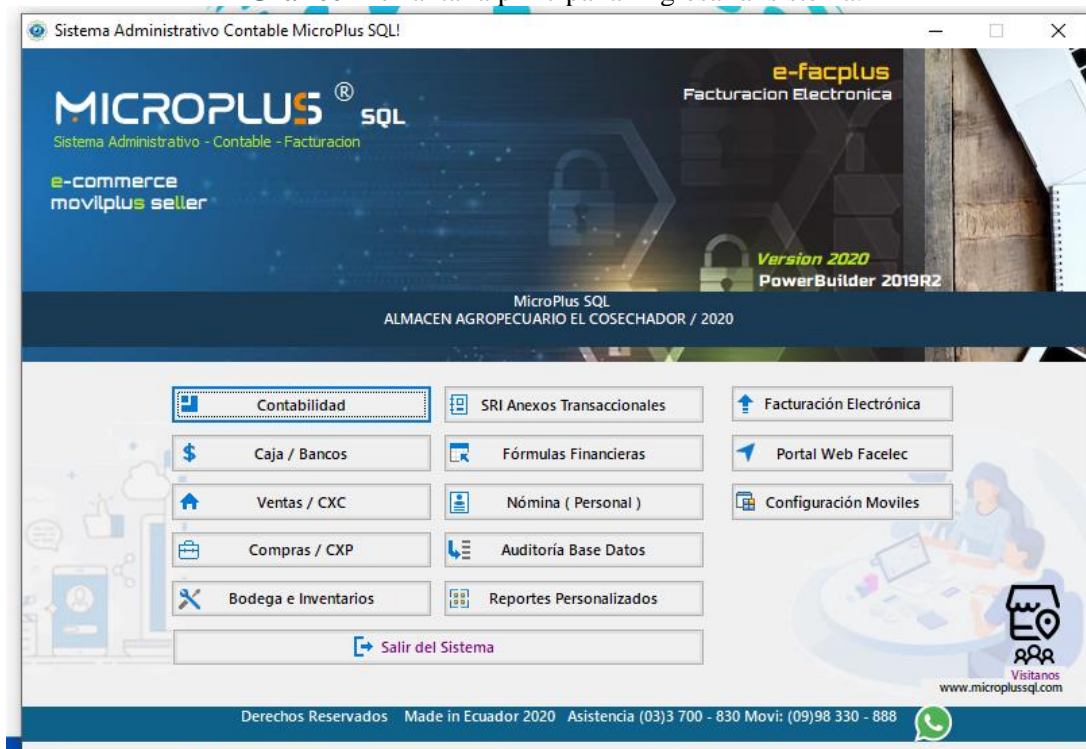 Sistema Administrativo Contable MicroPlus SQL!
e-facplus
Facturacion Electronica
MICROPLUS ® SQL
Sistema Administrativo - Contable - Facturacion
e-commerce
movilplus seller
Version 2020
PowerBuilder 2019R2
MicroPlus SQL
ALMACEN AGROPECUARIO EL COSECHADOR / 2020
Contabilidad
SRI Anexos Transaccionales
Facturación Electrónica
Caja / Bancos
Fórmulas Financieras
Portal Web Facelec
Ventas / CXC
Nómina ( Personal )
Configuración Moviles
Compras / CXP
Auditoría Base Datos
Bodega e Inventarios
Reportes Personalizados
Salir del Sistema
Visitanos
www.microplussql.com
Derechos Reservados Made in Ecuador 2020 Asistencia (03)3 700 - 830 Movi: (09)98 330 - 888